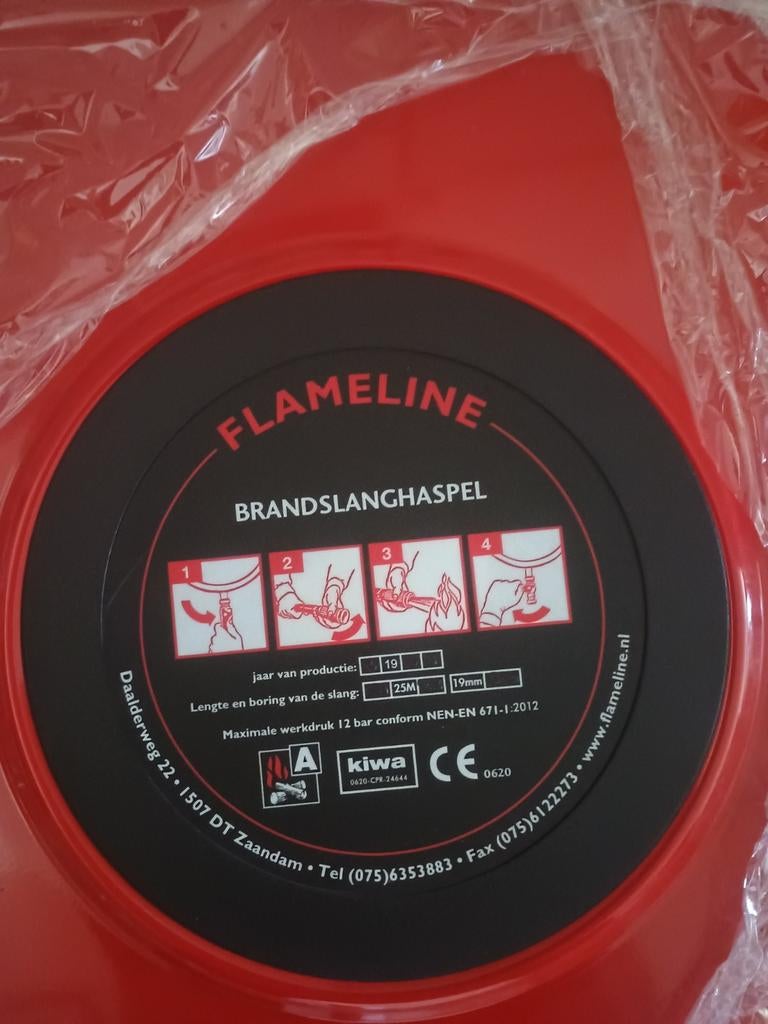 FLAMELINE
BRANDSLANGHASPEL
1 2 3 4
jaar van productie: 19
Lengte en boring van de slang: 25M 19mm
Maximale werkdruk 12 bar conform NEN-EN 671-1:2012
A
kiwa
0620-CPR-24644
CE 0620
Daalderweg 22 • 1507 DT Zaandam • Tel (075)6353883 • Fax (075)6122273 • www.flameline.nl